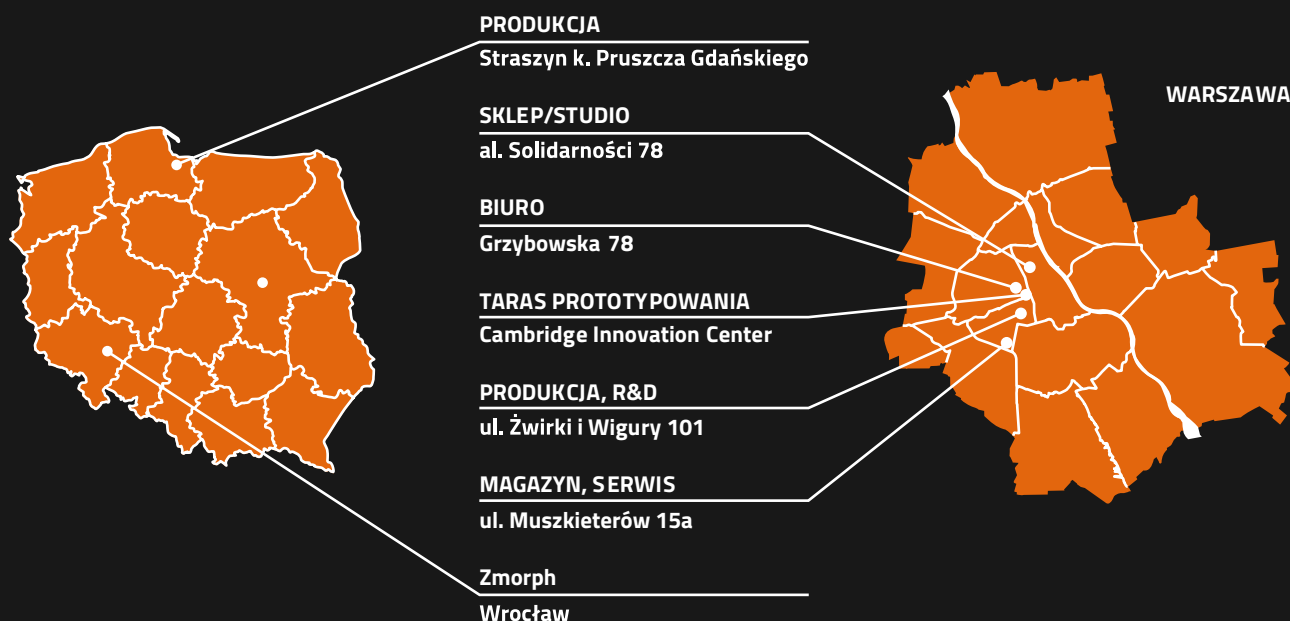 PRODUKCJA
Straszyn k. Pruszcza Gdańskiego
SKLEP/STUDIO
al. Solidarności 78
BIURO
Grzybowska 78
TARAS PROTOTYPOWANIA
Cambridge Innovation Center
PRODUKCJA, R&D
ul. Żwirki i Wigury 101
MAGAZYN, SERWIS
ul. Muszkieterów 15a
Zmorph
Wrocław
WARSZAWA